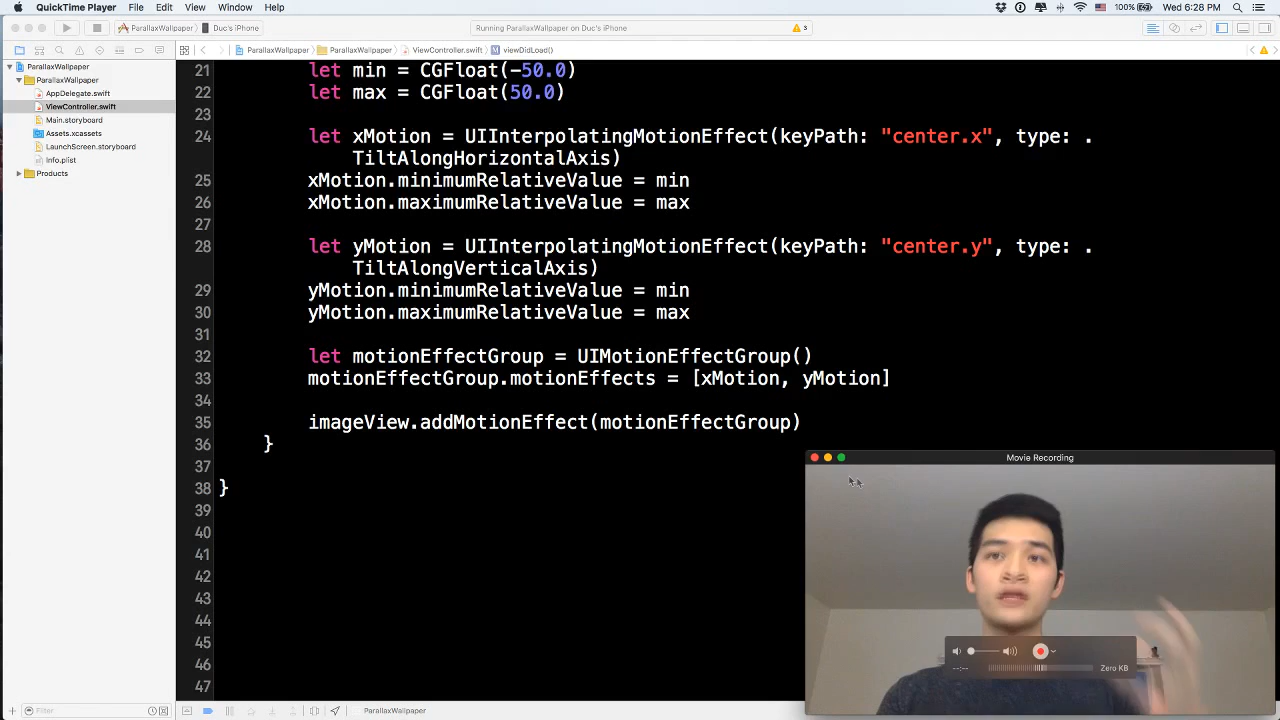 QuickTime Player File Edit View Window Help 100% Wed 6:28 PM
ParallaxWallpaper Duc's iPhone Running ParallaxWallpaper on Duc's iPhone 3
ParallaxWallpaper ParallaxWallpaper ViewController.swift M viewDidLoad()
ParallaxWallpaper
ParallaxWallpaper
AppDelegate.swift
ViewController.swift
Main.storyboard
Assets.xcassets
LaunchScreen.storyboard
Info.plist
Products
21 let min = CGFloat(-50.0)
22 let max = CGFloat(50.0)
23
24 let xMotion = UIInterpolatingMotionEffect(keyPath: "center.x", type: .
TiltAlongHorizontalAxis)
25 xMotion.minimumRelativeValue = min
26 xMotion.maximumRelativeValue = max
27
28 let yMotion = UIInterpolatingMotionEffect(keyPath: "center.y", type: .
TiltAlongVerticalAxis)
29 yMotion.minimumRelativeValue = min
30 yMotion.maximumRelativeValue = max
31
32 let motionEffectGroup = UIMotionEffectGroup()
33 motionEffectGroup.motionEffects = [xMotion, yMotion]
34
35 imageView.addMotionEffect(motionEffectGroup)
36 }
37
38 }
39
40
41
42
43
44
45
46
47
Movie Recording
--:-- Zero KB
Filter ParallaxWallpaper